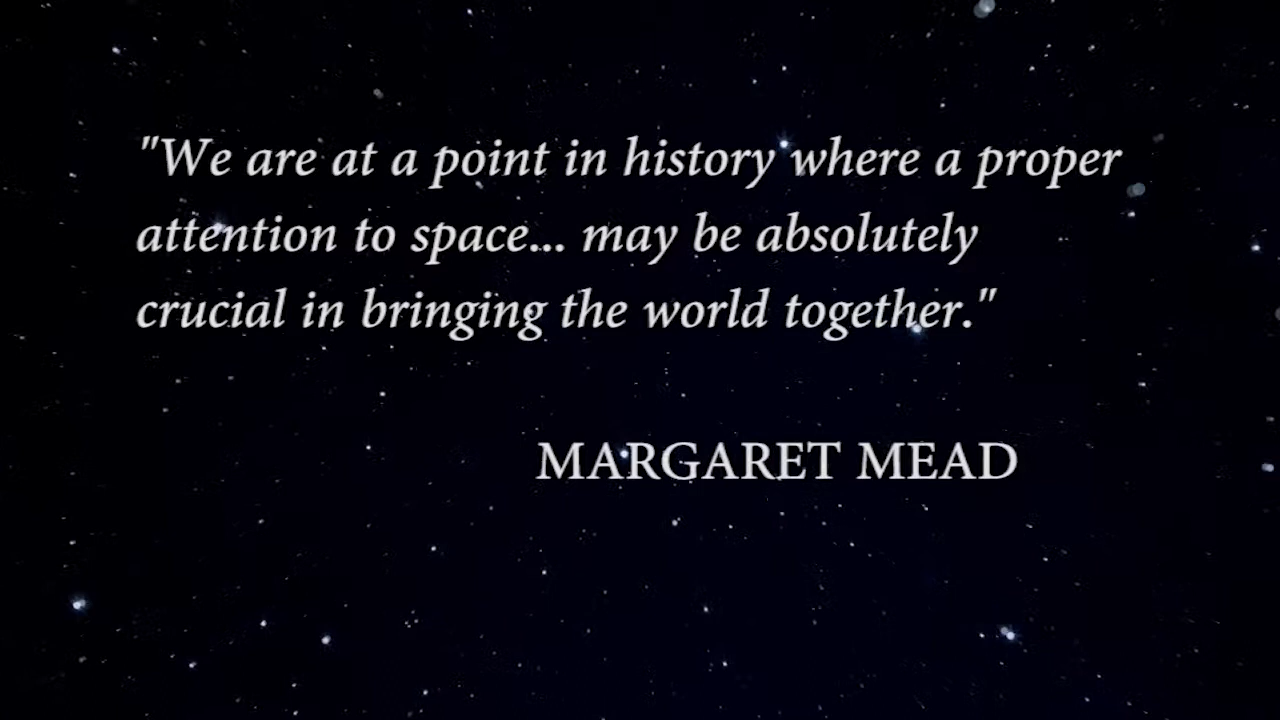 "We are at a point in history where a proper
attention to space... may be absolutely
crucial in bringing the world together."
MARGARET MEAD